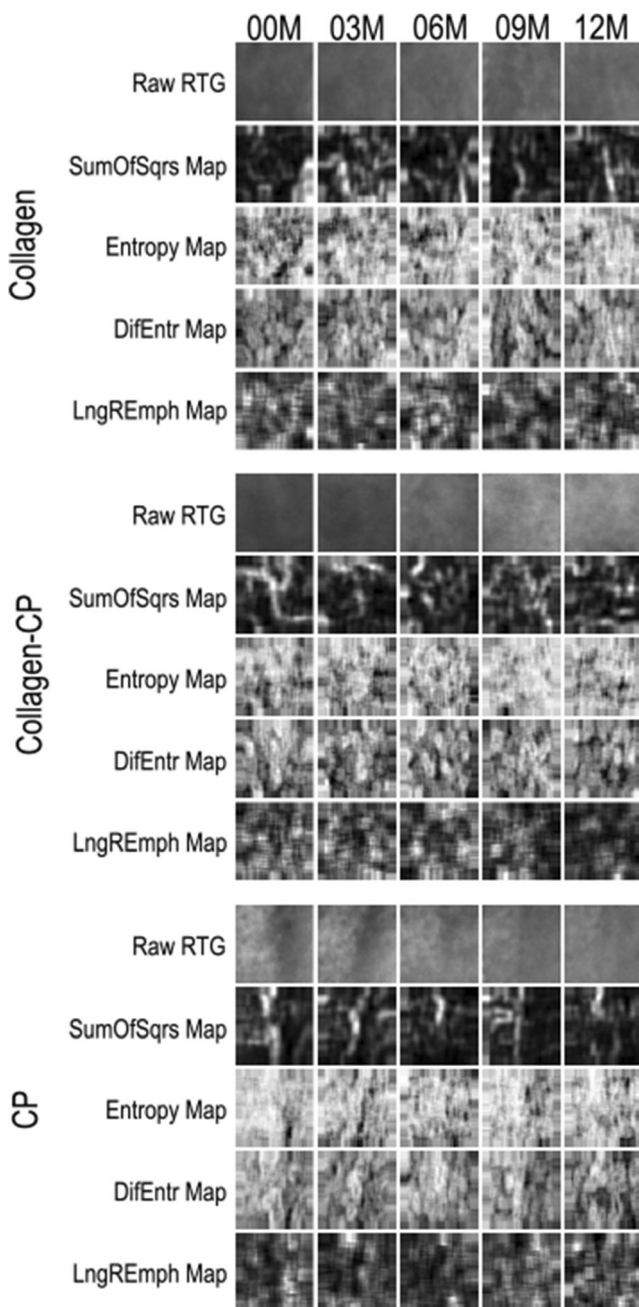 00M 03M 06M 09M 12M
Collagen
Raw RTG
SumOfSqrs Map
Entropy Map
DifEntr Map
LngREmph Map
Collagen-CP
Raw RTG
SumOfSqrs Map
Entropy Map
DifEntr Map
LngREmph Map
CP
Raw RTG
SumOfSqrs Map
Entropy Map
DifEntr Map
LngREmph Map